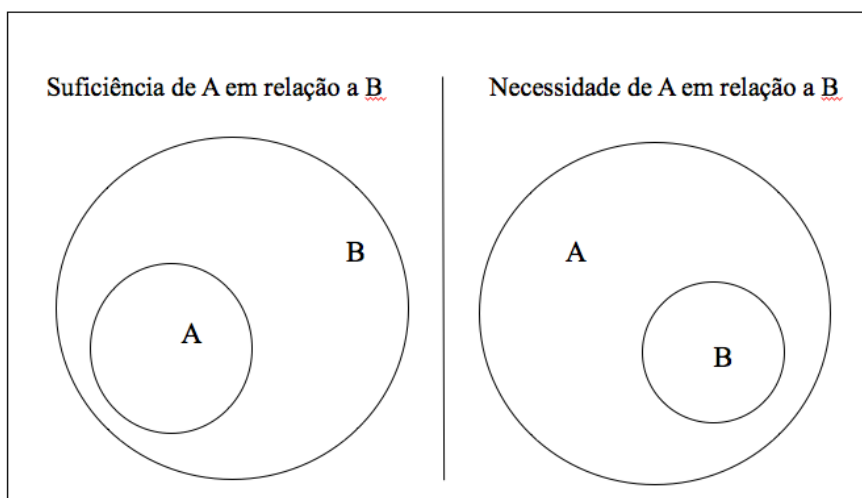 Suficiência de A em relação a B
Necessidade de A em relação a B
B
A
A
B